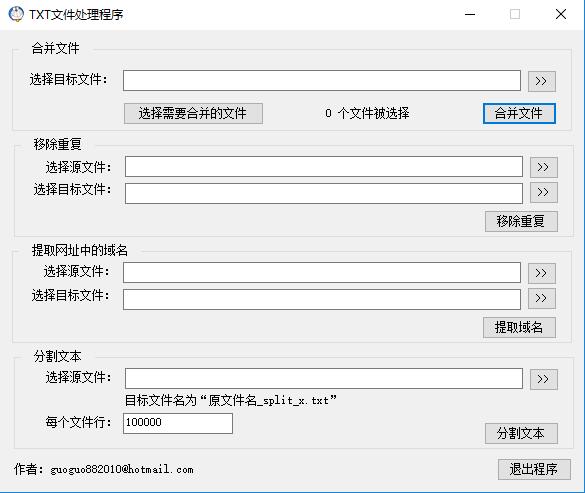 TXT文件处理程序
合并文件
选择目标文件： >>
选择需要合并的文件 0 个文件被选择 合并文件
移除重复
选择源文件： >>
选择目标文件： >>
移除重复
提取网址中的域名
选择源文件： >>
选择目标文件： >>
提取域名
分割文本
选择源文件： >>
目标文件名为“原文件名_split_x.txt”
每个文件行： 100000
分割文本
作者：guoguo882010@hotmail.com 退出程序